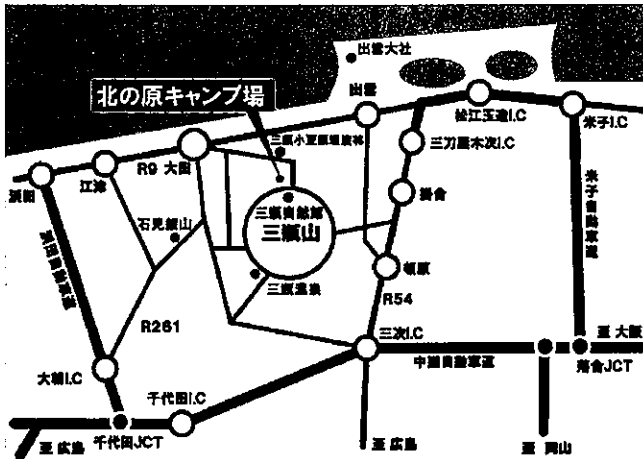 出雲大社
北の原キャンプ場
出雲
松江玉造I.C
米子I.C
三瓶小豆原埋没林
三刀屋木次I.C
浜田
江津
R9 大田
掛合
三瓶自然館
三瓶山
石見銀山
米子自動車道
浜田自動車道
三瓶温泉
頓原
R54
R261
三次I.C
至 大阪
中国自動車道
落合JCT
大朝I.C
千代田I.C
千代田JCT
至 広島
至 広島
至 岡山